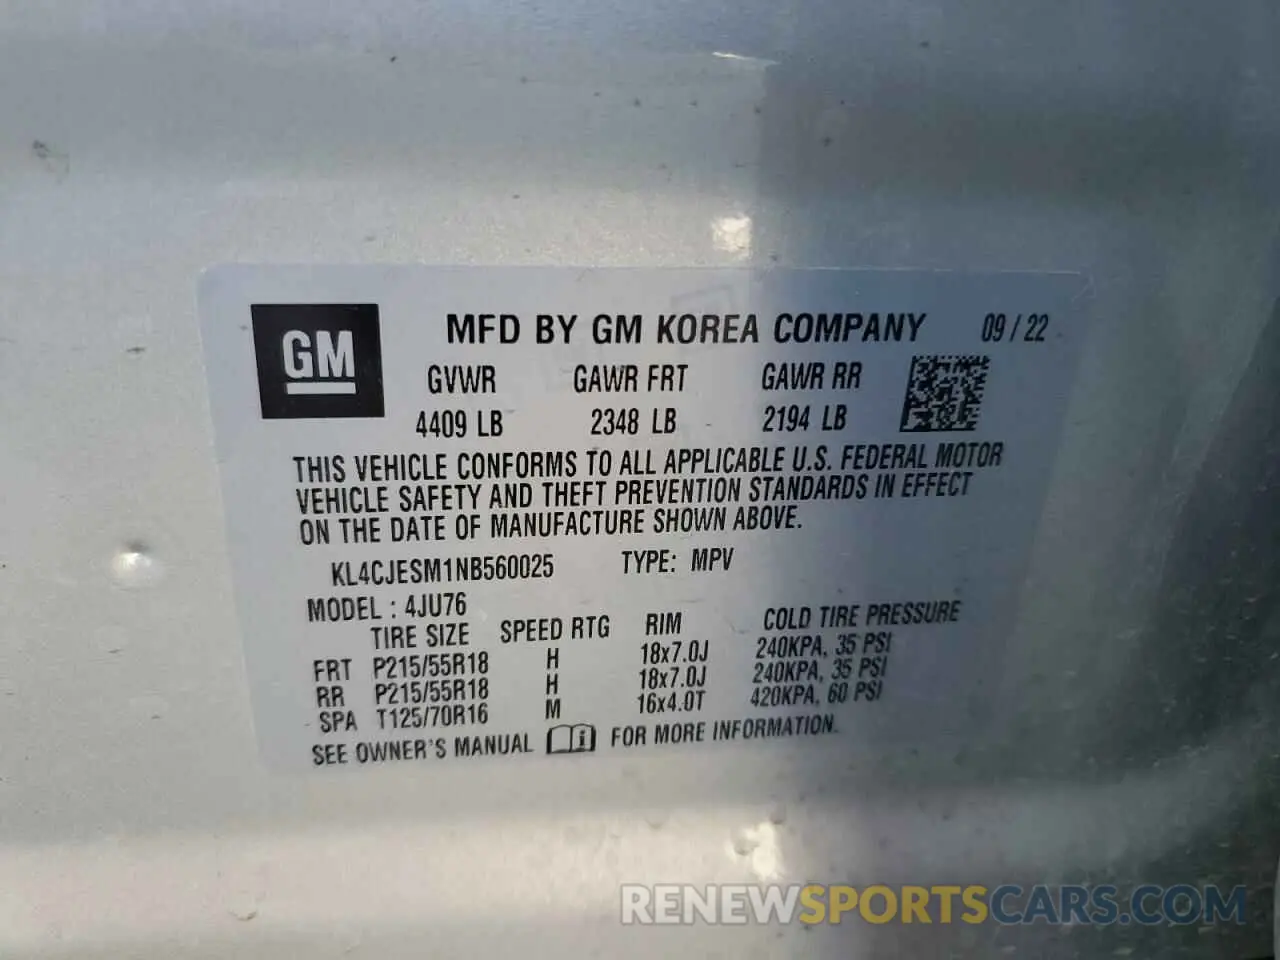 GM
MFD BY GM KOREA COMPANY 09/22
GVWR GAWR FRT GAWR RR
4409 LB 2348 LB 2194 LB
THIS VEHICLE CONFORMS TO ALL APPLICABLE U.S. FEDERAL MOTOR
VEHICLE SAFETY AND THEFT PREVENTION STANDARDS IN EFFECT
ON THE DATE OF MANUFACTURE SHOWN ABOVE.
KL4CJESM1NB560025 TYPE: MPV
MODEL : 4JU76
TIRE SIZE SPEED RTG RIM COLD TIRE PRESSURE
FRT P215/55R18 H 18x7.0J 240KPA, 35 PSI
RR P215/55R18 H 18x7.0J 240KPA, 35 PSI
SPA T125/70R16 M 16x4.0T 420KPA, 60 PSI
SEE OWNER'S MANUAL i FOR MORE INFORMATION.
RENEWSPORTSCARS.COM